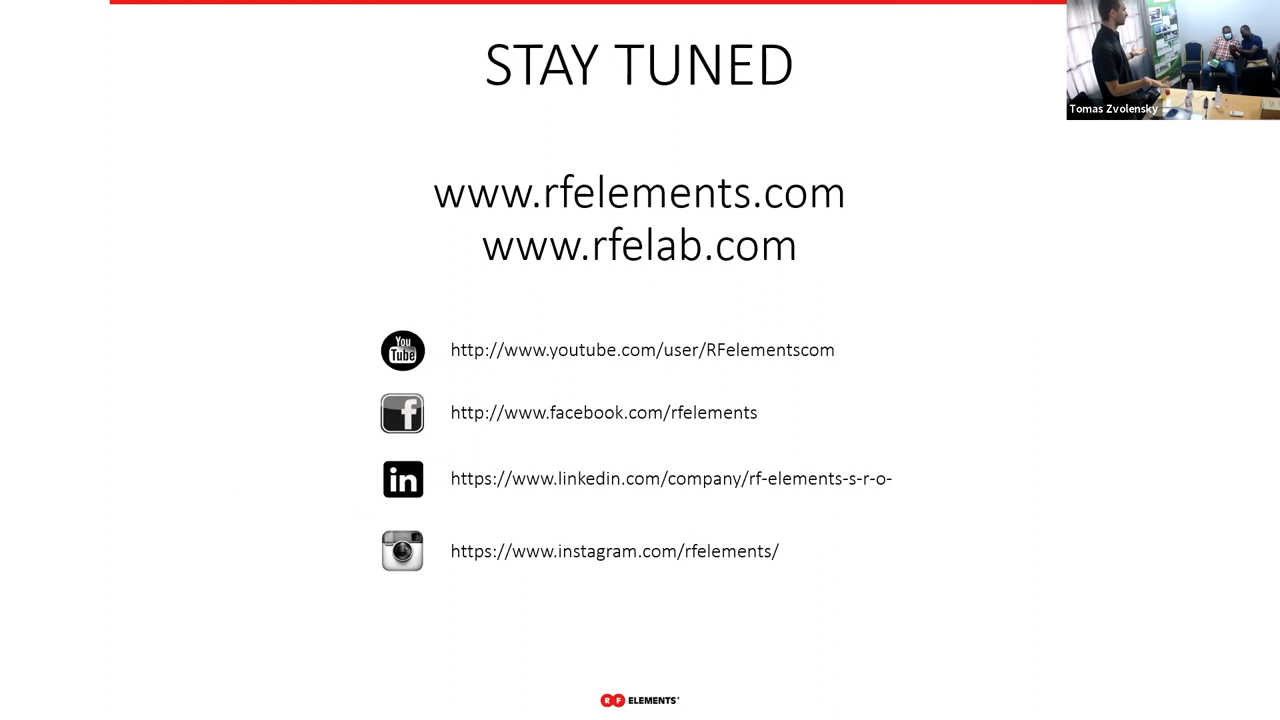 STAY TUNED
Tomas Zvolensky
www.rfelements.com
www.rfelab.com
You
Tube
http://www.youtube.com/user/RFelementscom
f
http://www.facebook.com/rfelements
in
https://www.linkedin.com/company/rf-elements-s-r-o-
https://www.instagram.com/rfelements/
RF ELEMENTS